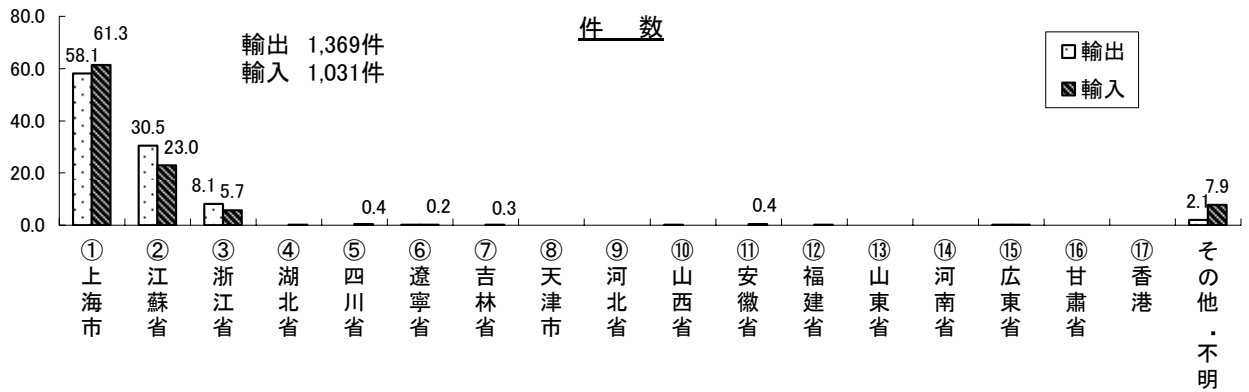 件　数
輸出　1,369件
輸入　1,031件
輸出
輸入
80.0
60.0
40.0
20.0
0.0
58.1
61.3
30.5
23.0
8.1
5.7
0.4
0.2
0.3
0.4
2.1
7.9
①上海市
②江蘇省
③浙江省
④湖北省
⑤四川省
⑥遼寧省
⑦吉林省
⑧天津市
⑨河北省
⑩山西省
⑪安徽省
⑫福建省
⑬山東省
⑭河南省
⑮広東省
⑯甘粛省
⑰香港
その他．不明